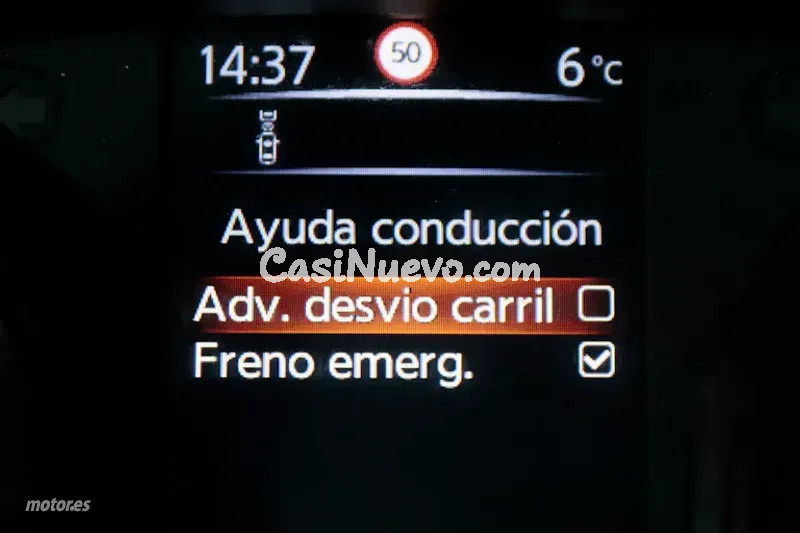 14:37 50 6°C
Ayuda conducción
CasiNuevo.com
Adv. desvio carril
Freno emerg.
motor.es